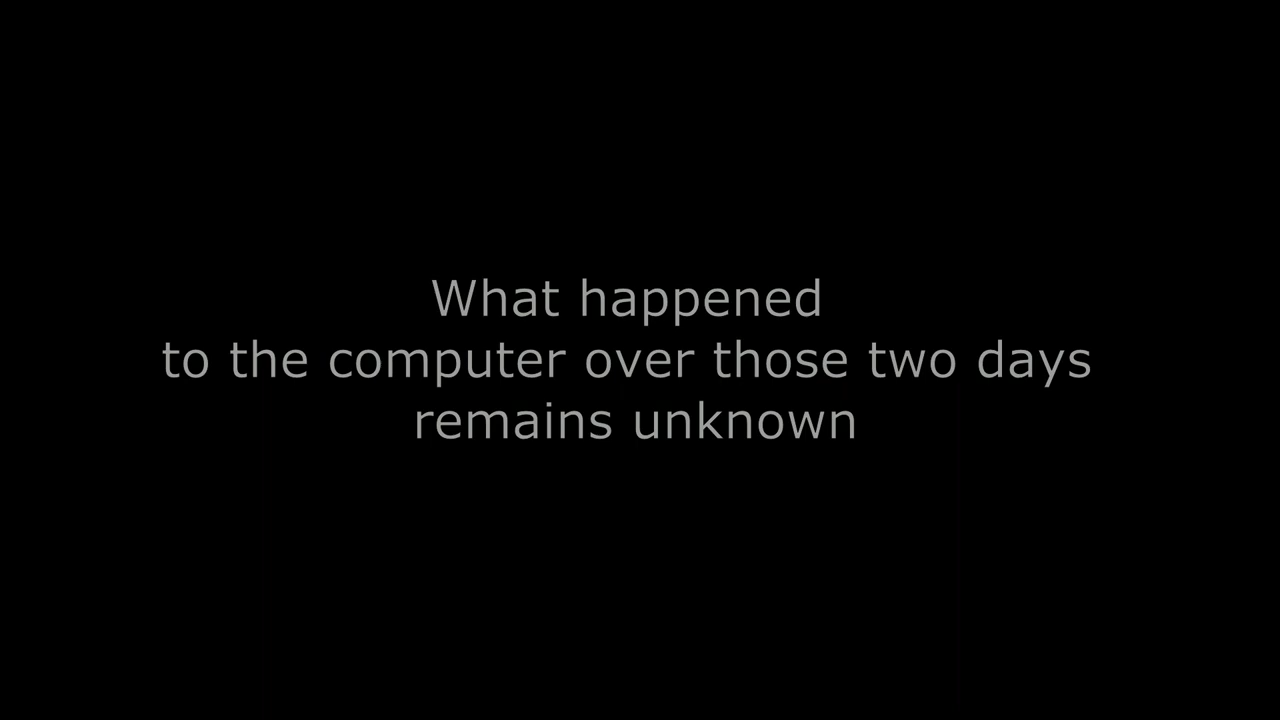 What happened
to the computer over those two days
remains unknown